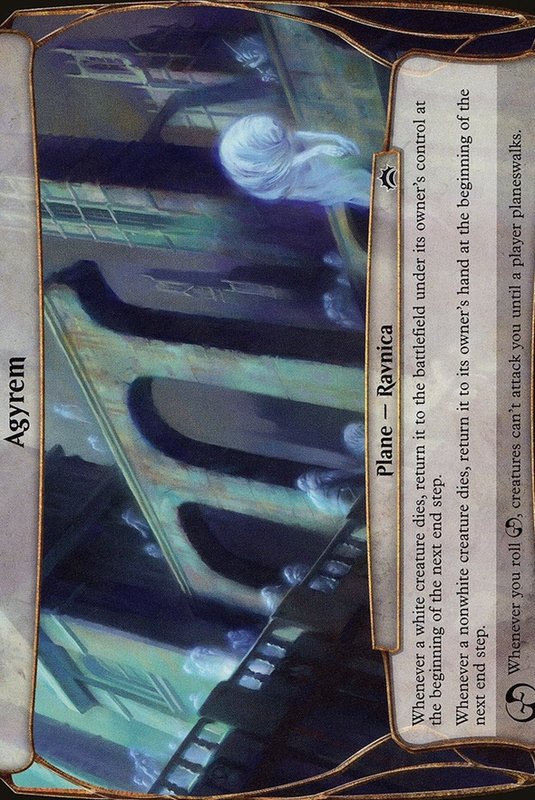 Agyrem
Plane — Ravnica
Whenever a white creature dies, return it to the battlefield under its owner's control at
the beginning of the next end step.
Whenever a nonwhite creature dies, return it to its owner's hand at the beginning of the
next end step.
Whenever you roll , creatures can't attack you until a player planeswalks.